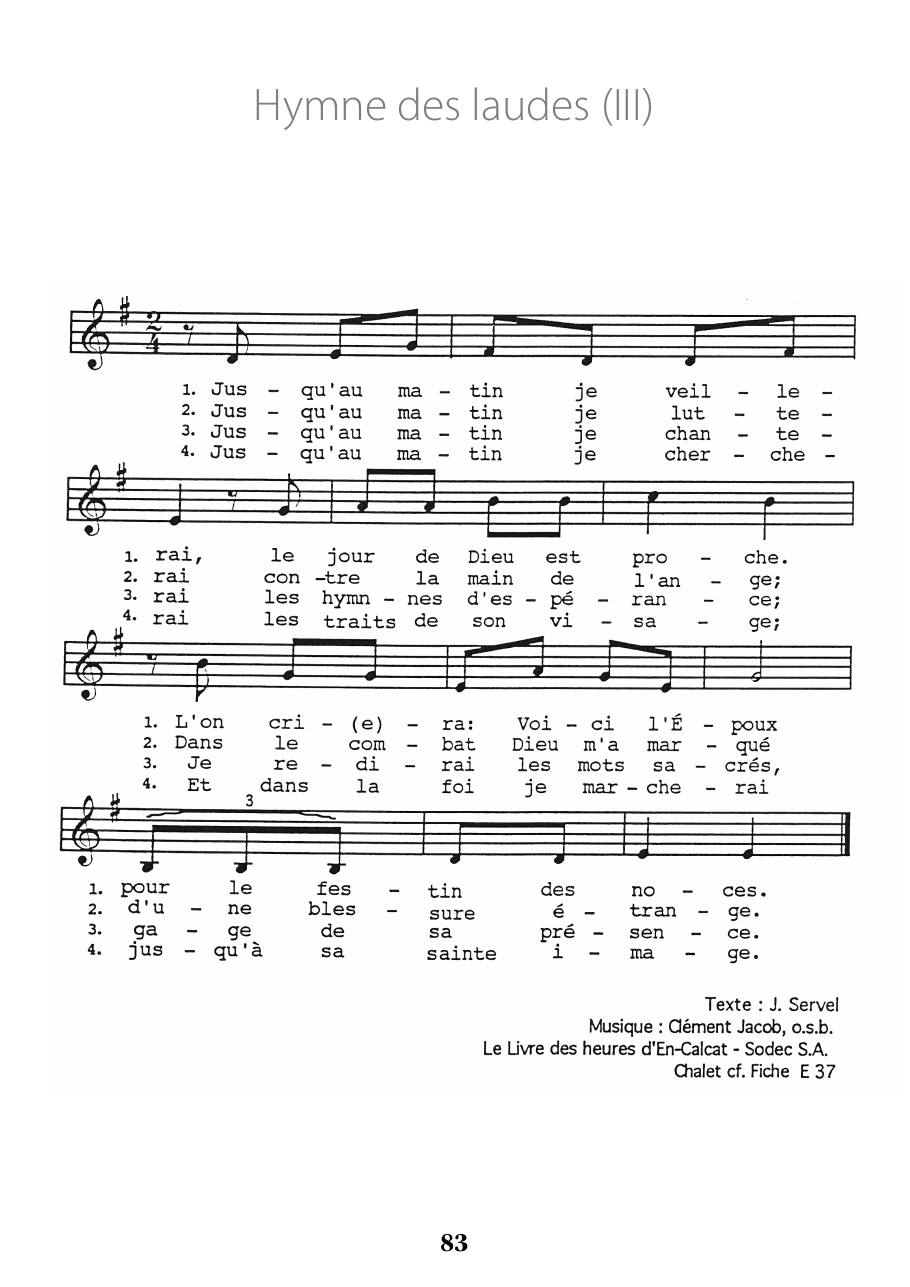 Hymne des laudes (III)
2
4
1. Jus - qu'au ma - tin je veil - le -
2. Jus - qu'au ma - tin je lut - te -
3. Jus - qu'au ma - tin je chan - te -
4. Jus - qu'au ma - tin je cher - che -
1. rai, le jour de Dieu est pro - che.
2. rai con -tre la main de l'an - ge;
3. rai les hym - nes d'es - pé - ran - ce;
4. rai les traits de son vi - sa - ge;
1. L'on cri - (e) - ra: Voi - ci l'É - poux
2. Dans le com - bat Dieu m'a mar - qué
3. Je re - di - rai les mots sa - crés,
4. Et dans la foi je mar - che - rai
3
1. pour le fes - tin des no - ces.
2. d'u - ne bles - sure é - tran - ge.
3. ga - ge de sa pré - sen - ce.
4. jus - qu'à sa sainte i - ma - ge.
Texte : J. Servel
Musique : Clément Jacob, o.s.b.
Le Livre des heures d'En-Calcat - Sodec S.A.
Chalet cf. Fiche E 37
83